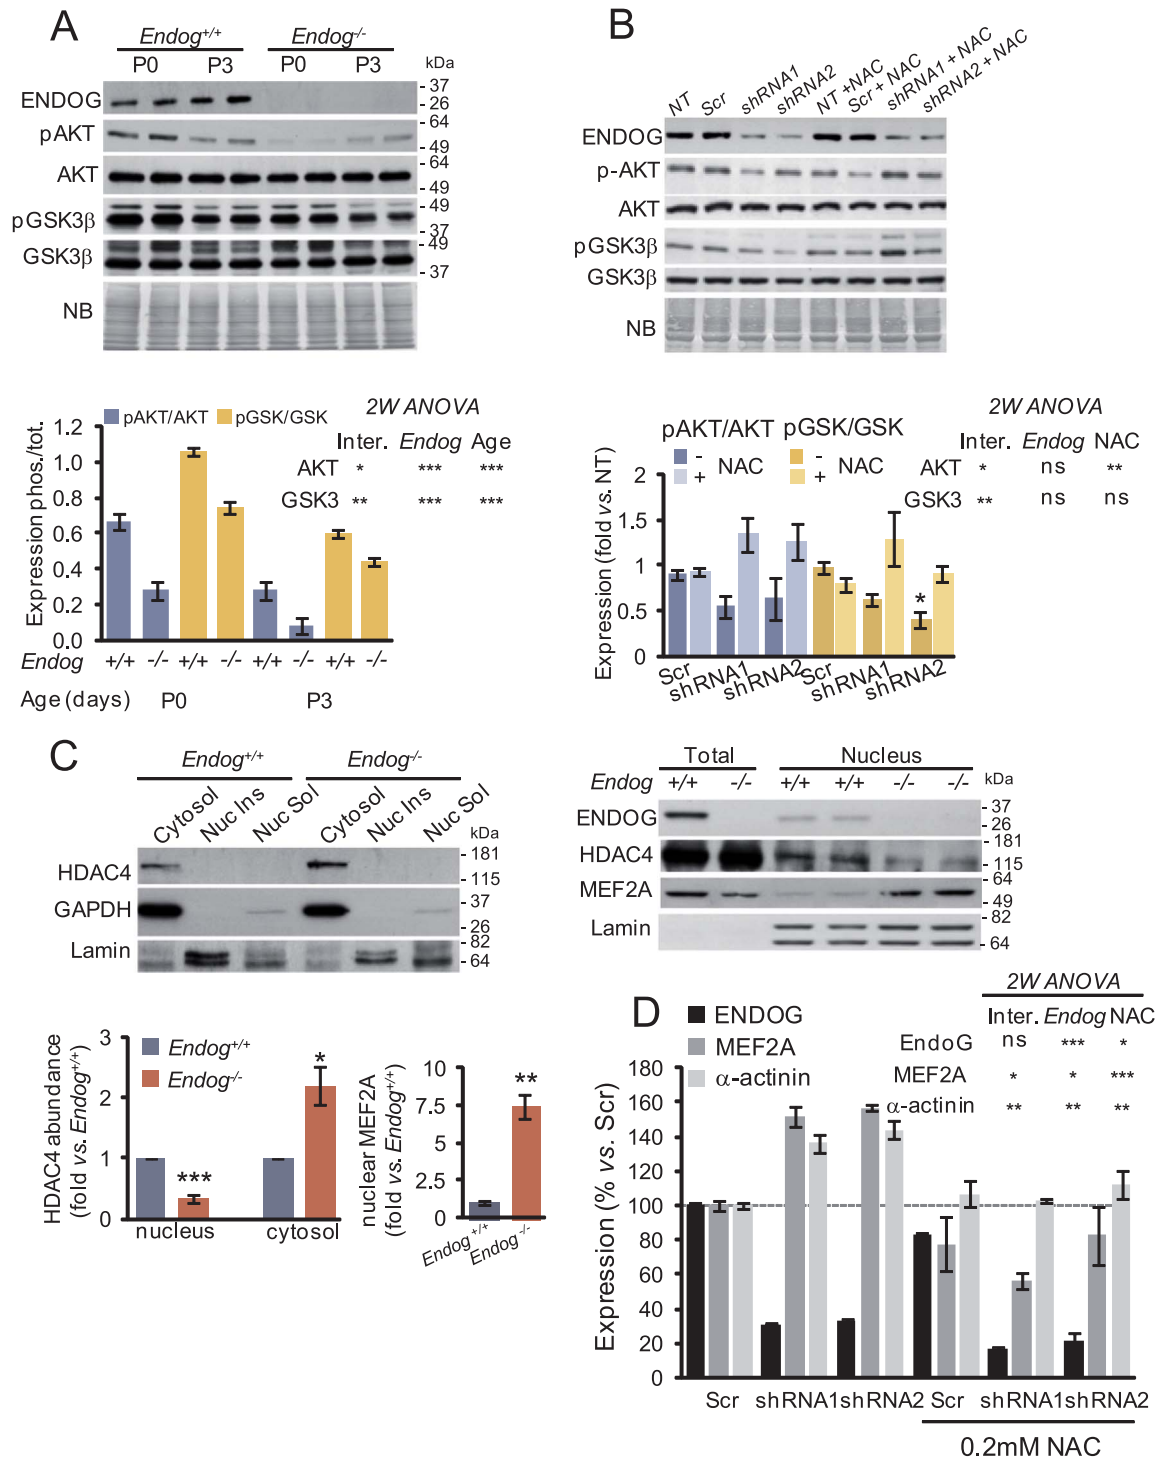 A
Endog+/+ Endog-/-
P0 P3 P0 P3 kDa
ENDOG
- 37
- 26
pAKT
- 64
- 49
AKT
- 64
- 49
pGSK3β
- 49
- 37
GSK3β
- 49
- 37
NB
pAKT/AKT pGSK/GSK
2W ANOVA
Inter. Endog Age
AKT * *** ***
GSK3 ** *** ***
Expression phos./tot.
1.2
1.0
0.8
0.6
0.4
0.2
0.0
Endog +/+ -/- +/+ -/- +/+ -/- +/+ -/-
Age (days) P0 P3
B
NT Scr shRNA1 shRNA2 NT +NAC Scr + NAC shRNA1 + NAC shRNA2 + NAC
ENDOG
p-AKT
AKT
pGSK3β
GSK3β
NB
pAKT/AKT pGSK/GSK
- NAC - NAC
+ +
2W ANOVA
Inter. Endog NAC
AKT * ns **
GSK3 ** ns ns
Expression (fold vs. NT)
2
1.5
1
0.5
0
*
Scr shRNA1 shRNA2 Scr shRNA1 shRNA2
C
Endog+/+ Endog-/-
Cytosol Nuc Ins Nuc Sol Cytosol Nuc Ins Nuc Sol kDa
HDAC4
- 181
115
GAPDH
- 37
- 26
Lamin
- 82
- 64
Total Nucleus
Endog +/+ -/- +/+ +/+ -/- -/- kDa
ENDOG
- 37
- 26
HDAC4
- 181
- 115
MEF2A
- 64
- 49
Lamin
- 82
- 64
HDAC4 abundance
(fold vs. Endog+/+)
3
2
1
0
Endog+/+
Endog-/-
***
*
nucleus cytosol
nuclear MEF2A
(fold vs. Endog+/+)
10
7.5
5
2.5
0
**
Endog+/+ Endog-/-
D
ENDOG
MEF2A
α-actinin
2W ANOVA
Inter. Endog NAC
EndoG ns *** *
MEF2A * * ***
α-actinin ** ** **
Expression (% vs. Scr)
180
160
140
120
100
80
60
40
20
0
Scr shRNA1 shRNA2 Scr shRNA1 shRNA2
0.2mM NAC